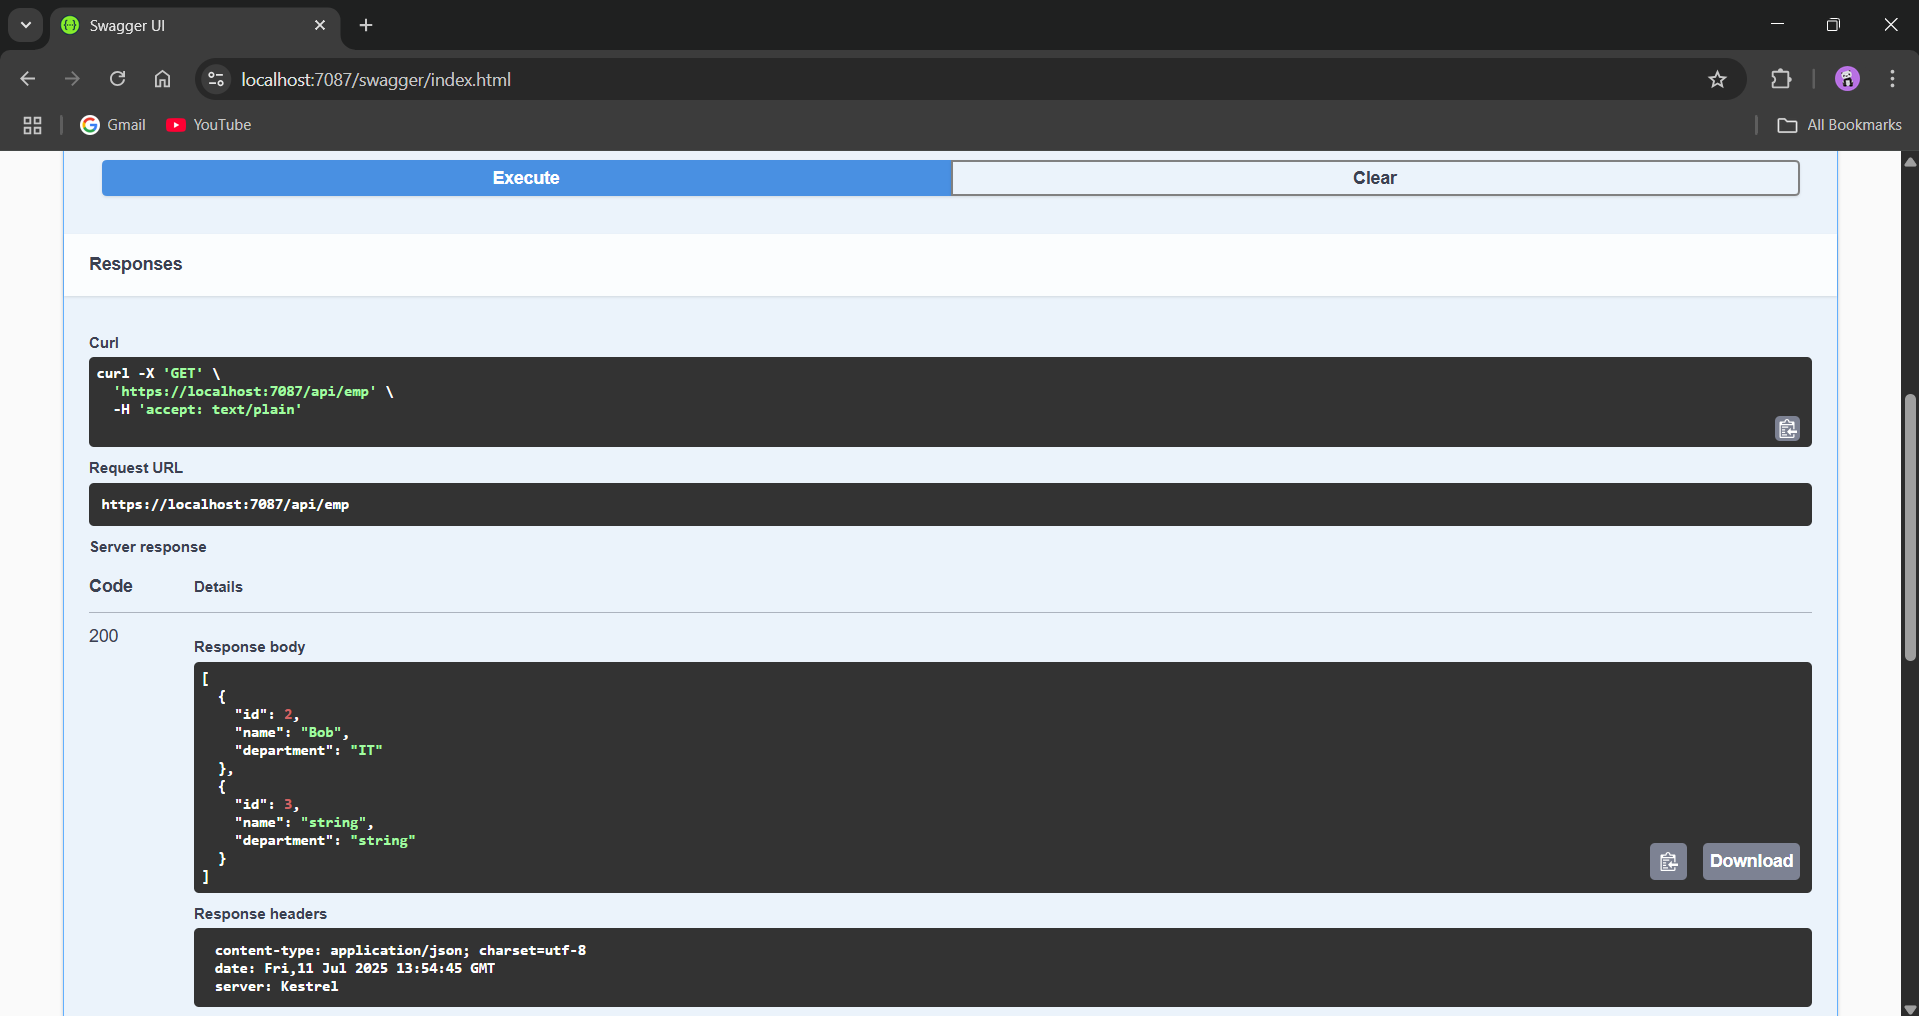 Swagger UI
localhost:7087/swagger/index.html
Gmail
YouTube
All Bookmarks
Execute
Clear
Responses
Curl
curl -X 'GET' \
  'https://localhost:7087/api/emp' \
  -H 'accept: text/plain'
Request URL
https://localhost:7087/api/emp
Server response
Code
Details
200
Response body
[
  {
    "id": 2,
    "name": "Bob",
    "department": "IT"
  },
  {
    "id": 3,
    "name": "string",
    "department": "string"
  }
]
Download
Response headers
content-type: application/json; charset=utf-8
date: Fri,11 Jul 2025 13:54:45 GMT
server: Kestrel